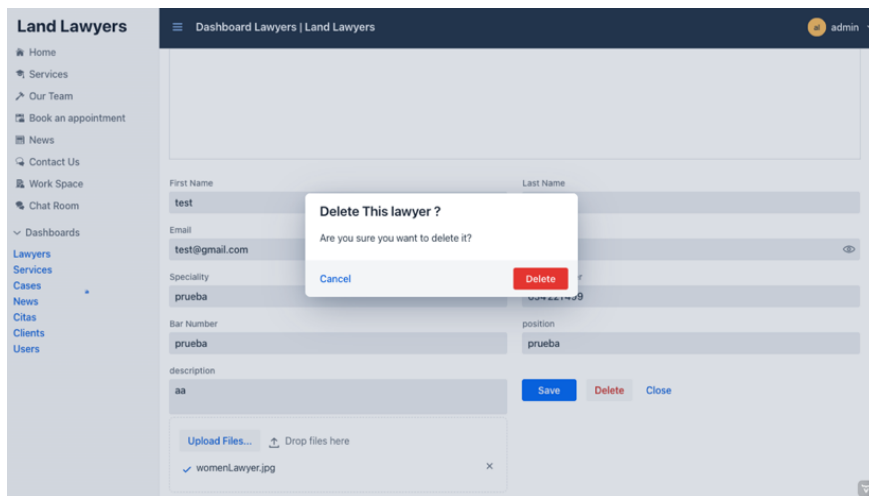 Land Lawyers
Dashboard Lawyers | Land Lawyers
al admin
Home
Services
Our Team
Book an appointment
News
Contact Us
Work Space
Chat Room
Dashboards
Lawyers
Services
Cases
News
Citas
Clients
Users
First Name
test
Last Name
Email
test@gmail.com
Speciality
prueba
Bar Number
prueba
position
prueba
description
aa
Save Delete Close
Upload Files... Drop files here
womenLawyer.jpg
Delete This lawyer ?
Are you sure you want to delete it?
Cancel Delete